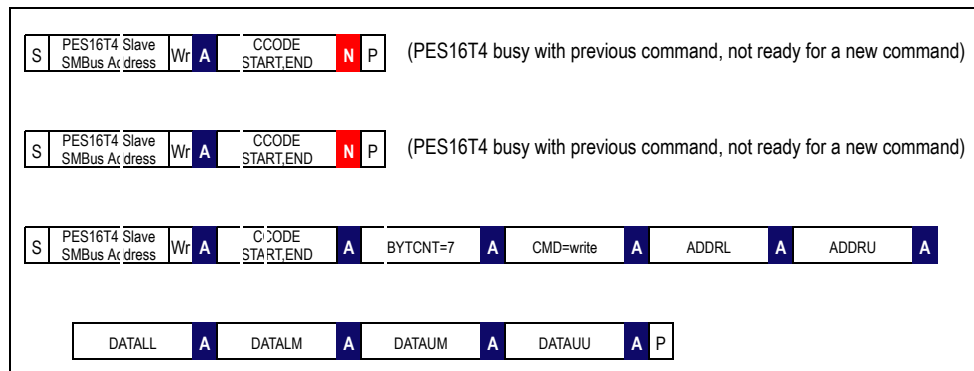 S PES16T4 Slave SMBus Address Wr A CCODE START,END N P (PES16T4 busy with previous command, not ready for a new command)
S PES16T4 Slave SMBus Address Wr A CCODE START,END N P (PES16T4 busy with previous command, not ready for a new command)
S PES16T4 Slave SMBus Address Wr A CCODE START,END A BYTCNT=7 A CMD=write A ADDRL A ADDRU A
DATALL A DATALM A DATAUM A DATAUU A P